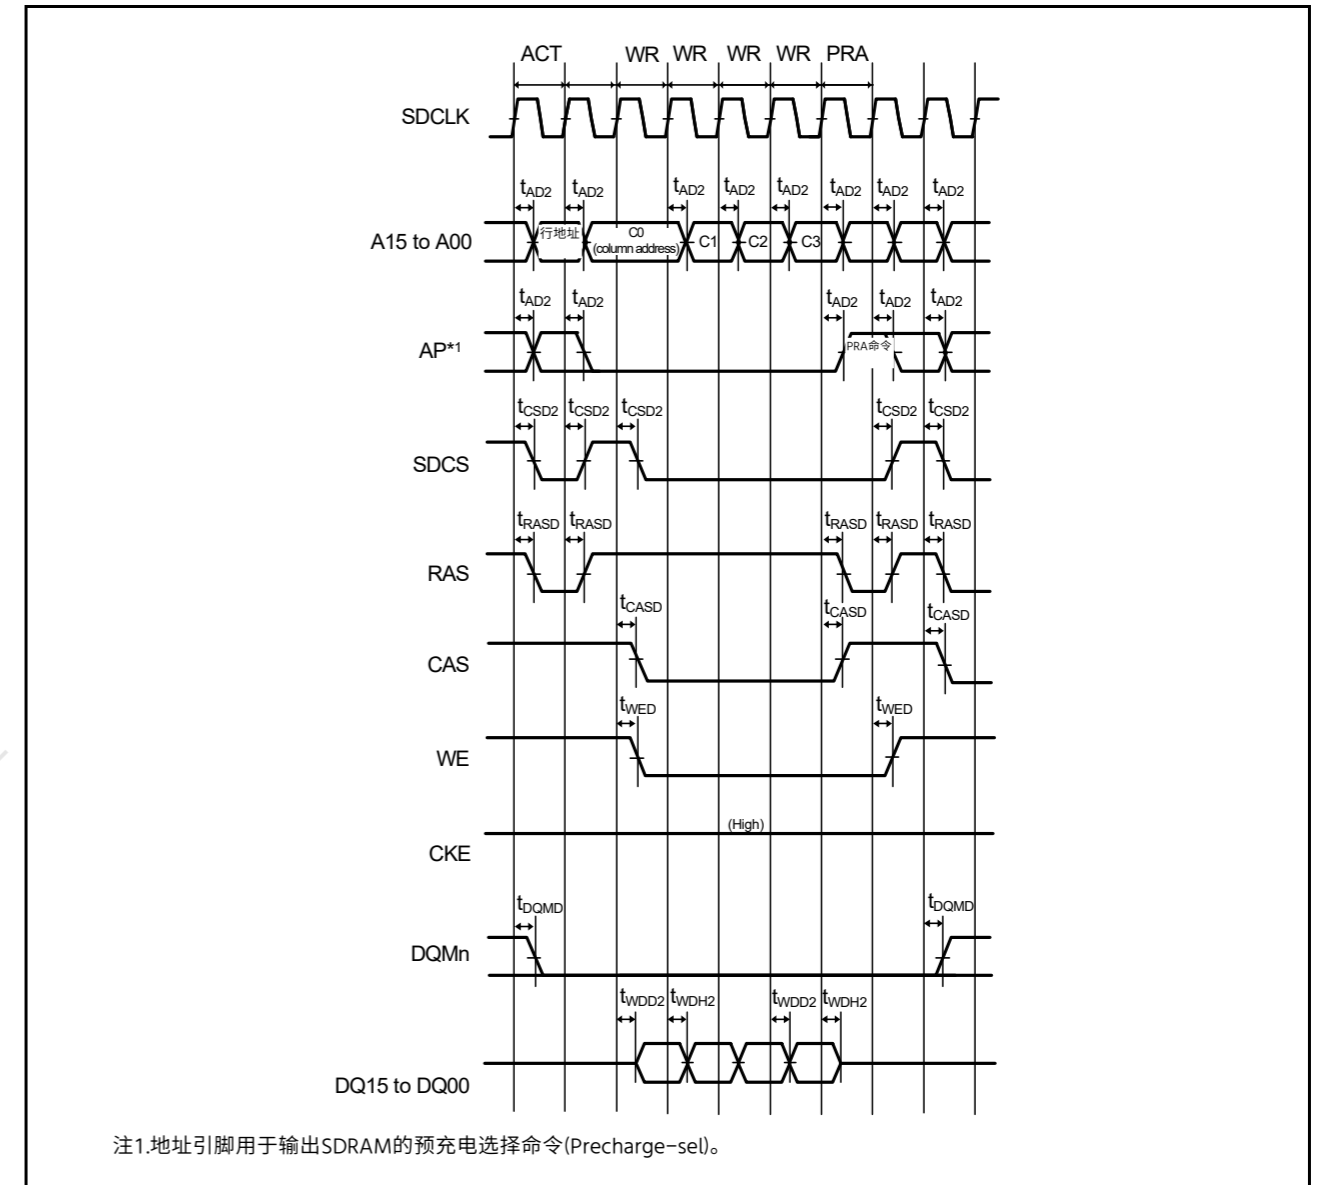 ACT WR WR WR WR PRA
SDCLK
tAD2 tAD2 tAD2 tAD2 tAD2 tAD2 tAD2 tAD2
A15 to A00
行地址 C0 C1 C2 C3
(column address)
tAD2 tAD2 tAD2 tAD2 tAD2
AP*1
PRA命令
tCSD2 tCSD2 tCSD2 tCSD2 tCSD2
SDCS
tRASD tRASD tRASD tRASD tRASD
RAS
tCASD tCASD tCASD
CAS
tWED tWED
WE
(High)
CKE
tDQMD tDQMD
DQMn
tWDD2 tWDH2 tWDD2 tWDH2
DQ15 to DQ00
注1.地址引脚用于输出SDRAM的预充电选择命令(Precharge-sel)。